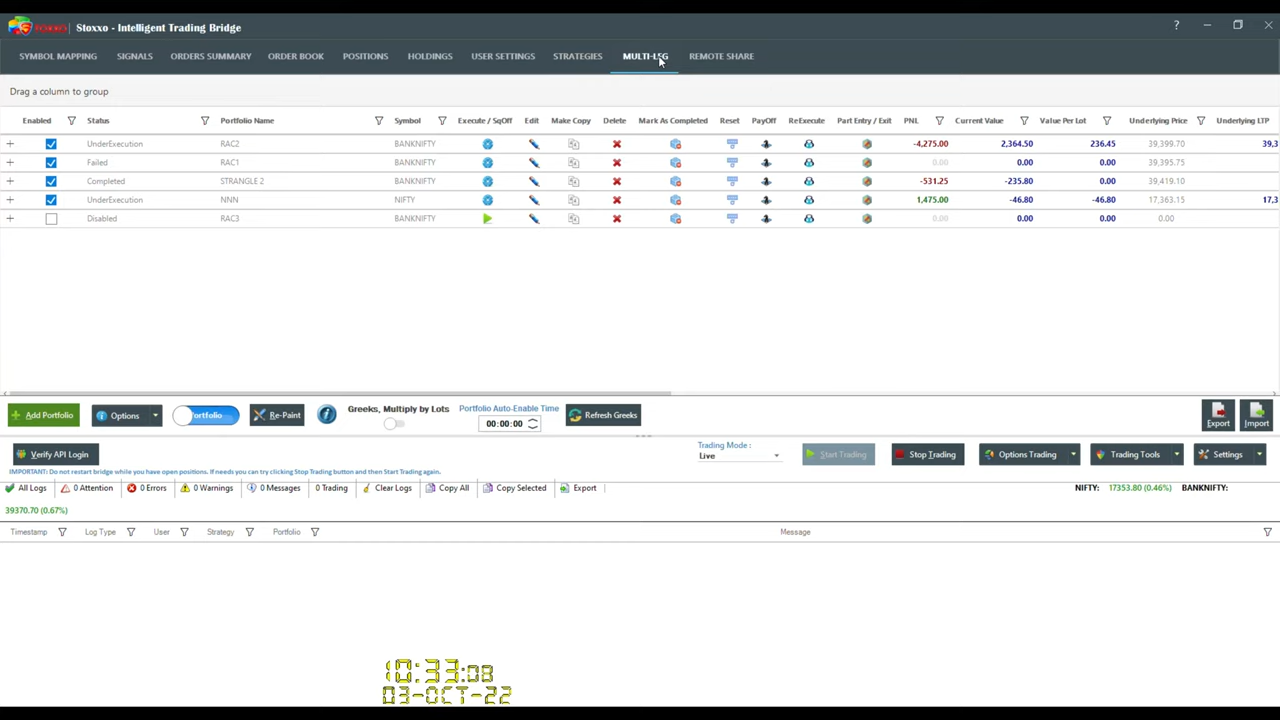 STOXXO Stoxxo - Intelligent Trading Bridge ?
SYMBOL MAPPING SIGNALS ORDERS SUMMARY ORDER BOOK POSITIONS HOLDINGS USER SETTINGS STRATEGIES MULTI-LEG REMOTE SHARE
Drag a column to group
Enabled Status Portfolio Name Symbol Execute / SqOff Edit Make Copy Delete Mark As Completed Reset PayOff ReExecute Part Entry / Exit PNL Current Value Value Per Lot Underlying Price Underlying LTP
UnderExecution RAC2 BANKNIFTY -4,275.00 2,364.50 236.45 39,399.70 39,3
Failed RAC1 BANKNIFTY 0.00 0.00 0.00 39,395.75
Completed STRANGLE 2 BANKNIFTY -531.25 -235.80 0.00 39,419.10
UnderExecution NNN NIFTY 1,475.00 -46.80 -46.80 17,363.15 17,3
Disabled RAC3 BANKNIFTY 0.00 0.00 0.00 0.00
Add Portfolio Options Portfolio Re-Paint Greeks, Multiply by Lots Portfolio Auto-Enable Time Refresh Greeks Export Import
00:00:00
Verify API Login Trading Mode : Live Start Trading Stop Trading Options Trading Trading Tools Settings
IMPORTANT: Do not restart bridge while you have open positions. If needs you can try clicking Stop Trading button and then Start Trading again.
All Logs 0 Attention 0 Errors 0 Warnings 0 Messages 0 Trading Clear Logs Copy All Copy Selected Export NIFTY: 17353.80 (0.46%) BANKNIFTY:
39370.70 (0.67%)
Timestamp Log Type User Strategy Portfolio Message
10:33:08
03-OCT-22